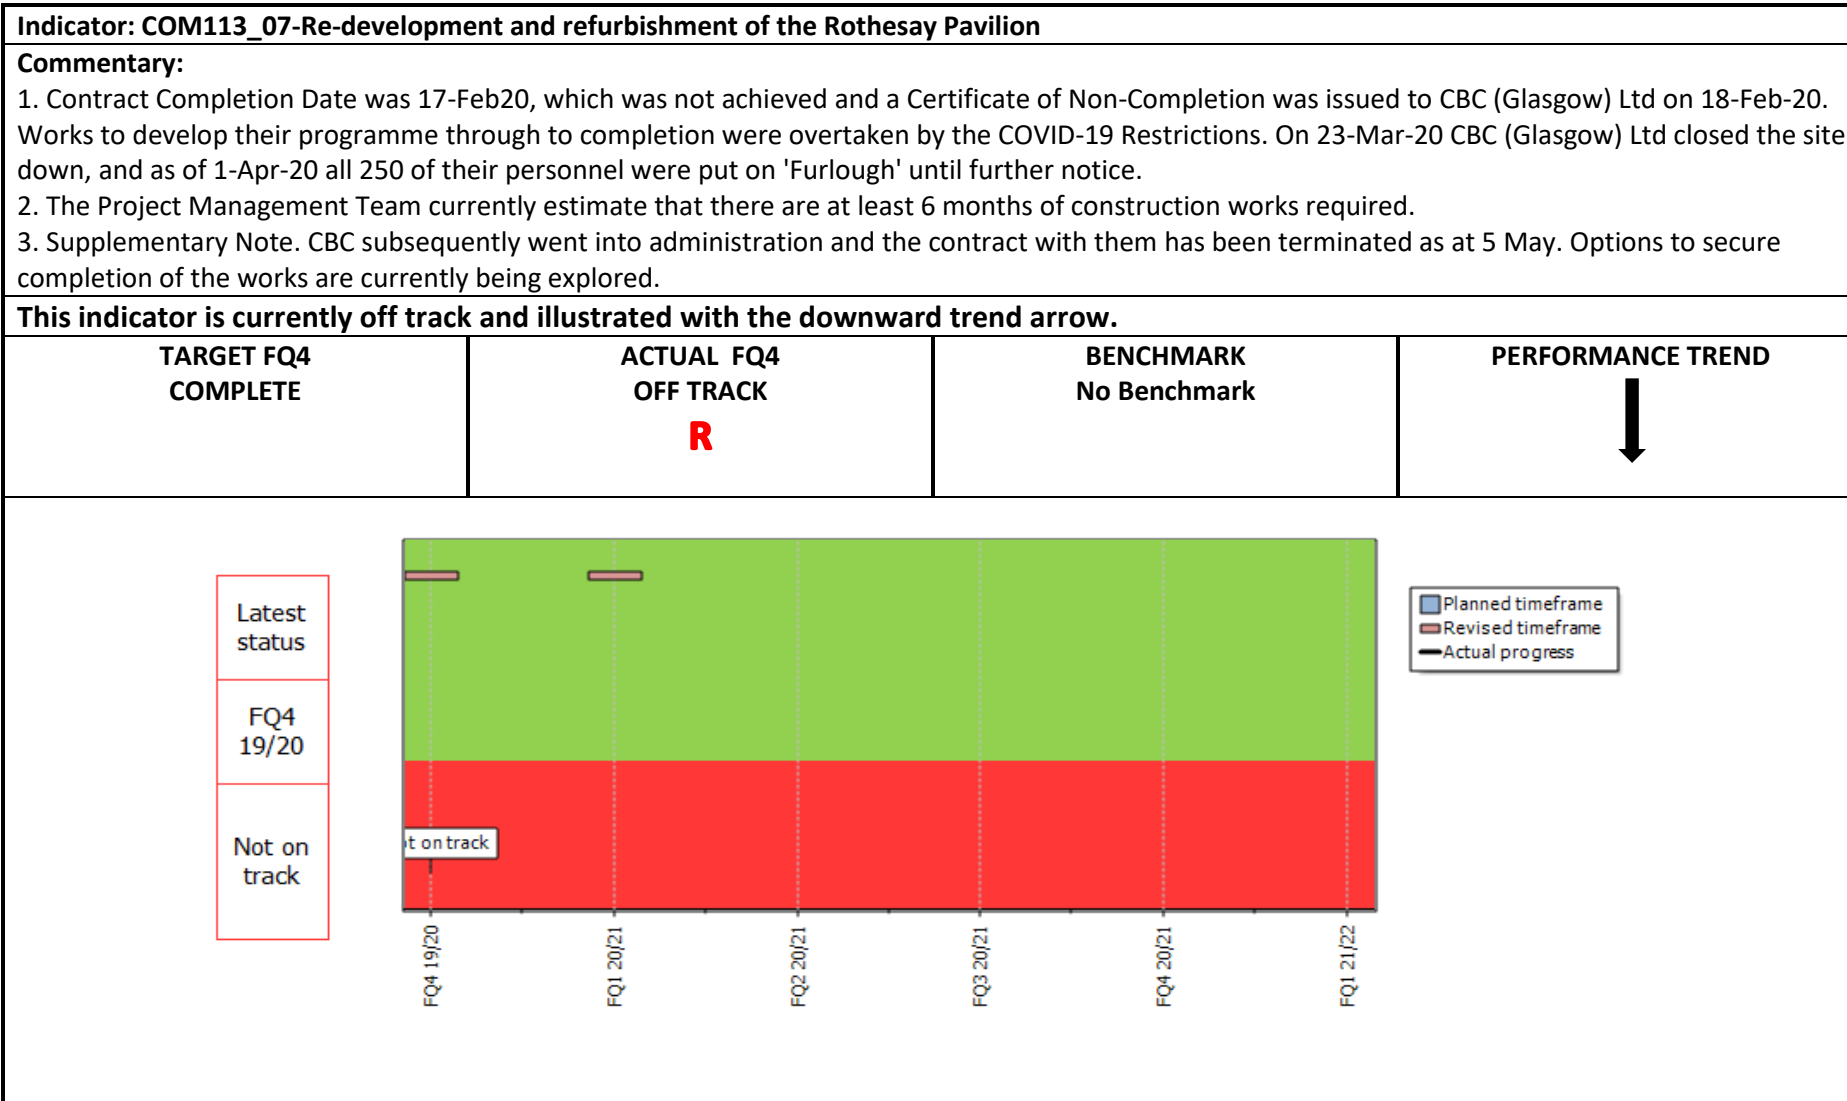 Indicator: COM113_07-Re-development and refurbishment of the Rothesay Pavilion
Commentary:
1. Contract Completion Date was 17-Feb20, which was not achieved and a Certificate of Non-Completion was issued to CBC (Glasgow) Ltd on 18-Feb-20.
Works to develop their programme through to completion were overtaken by the COVID-19 Restrictions. On 23-Mar-20 CBC (Glasgow) Ltd closed the site
down, and as of 1-Apr-20 all 250 of their personnel were put on 'Furlough' until further notice.
2. The Project Management Team currently estimate that there are at least 6 months of construction works required.
3. Supplementary Note. CBC subsequently went into administration and the contract with them has been terminated as at 5 May. Options to secure
completion of the works are currently being explored.
This indicator is currently off track and illustrated with the downward trend arrow.
TARGET FQ4
COMPLETE
ACTUAL FQ4
OFF TRACK
R
BENCHMARK
No Benchmark
PERFORMANCE TREND
Latest
status
FQ4
19/20
Not on
track
t on track
FQ4 19/20
FQ1 20/21
FQ2 20/21
FQ3 20/21
FQ4 20/21
FQ1 21/22
Planned timeframe
Revised timeframe
Actual progress